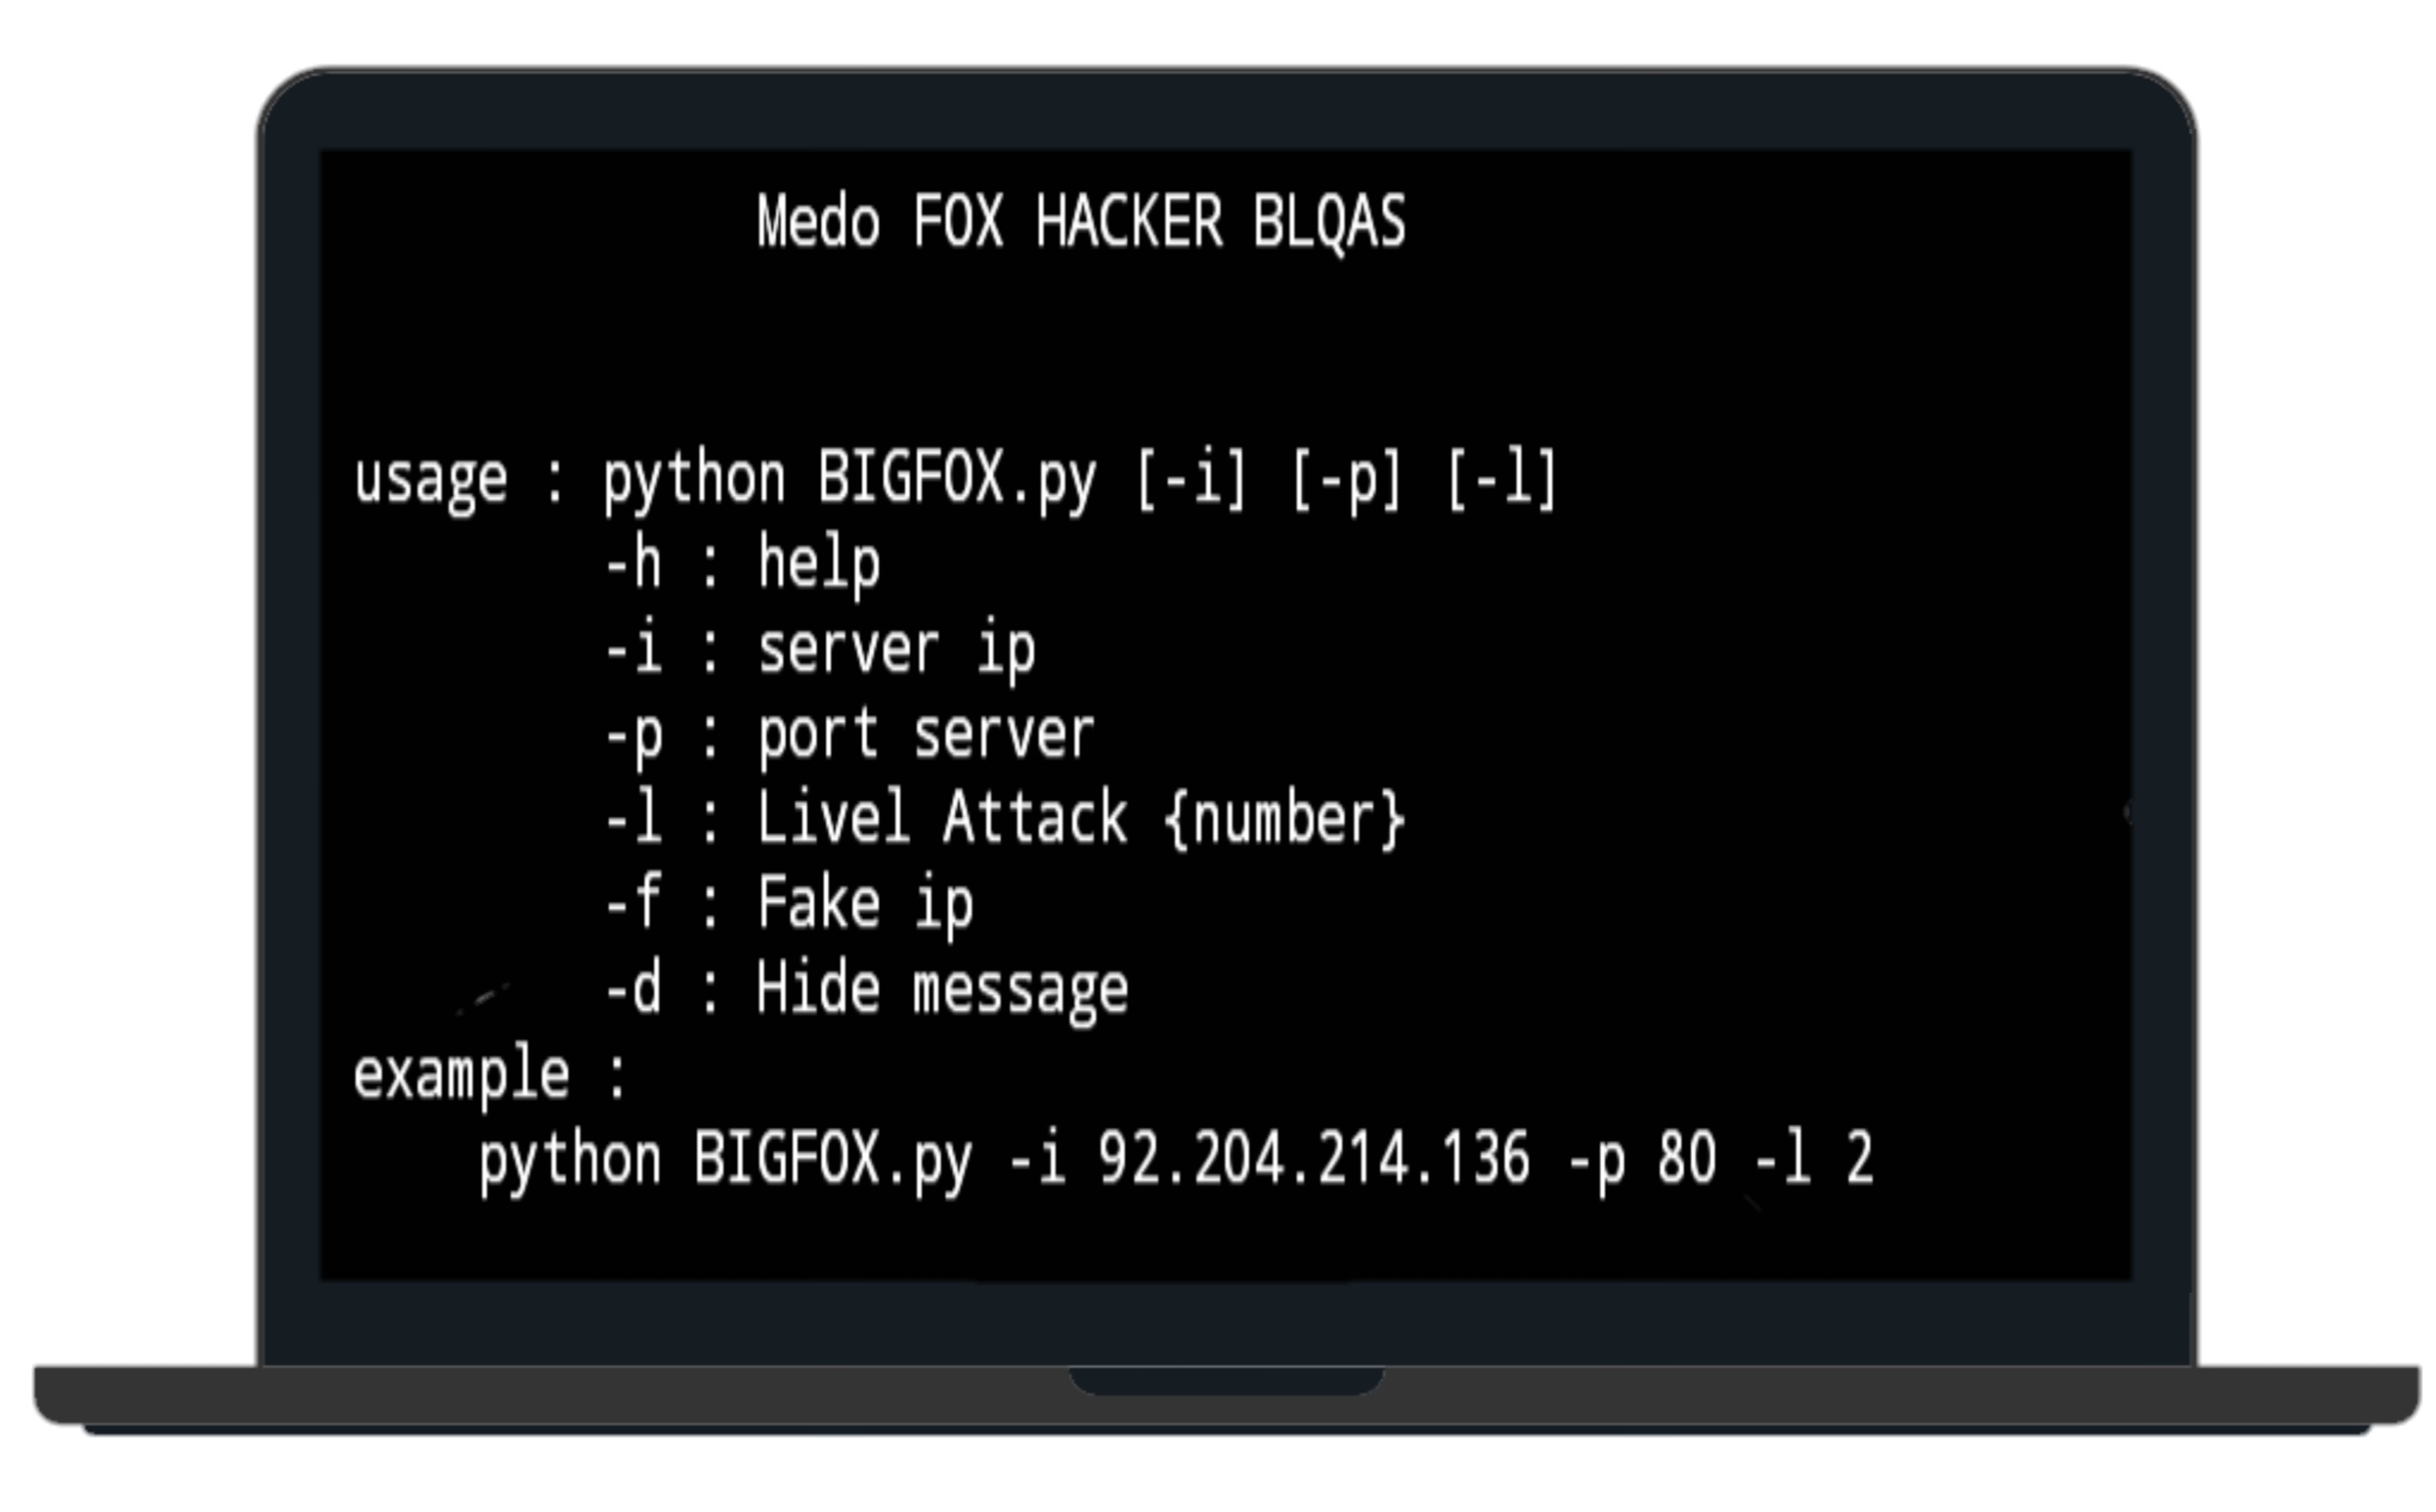 Medo FOX HACKER BLQAS
usage : python BIGFOX.py [-i] [-p] [-l]
-h : help
-i : server ip
-p : port server
-l : Livel Attack {number}
-f : Fake ip
-d : Hide message
example :
python BIGFOX.py -i 92.204.214.136 -p 80 -l 2